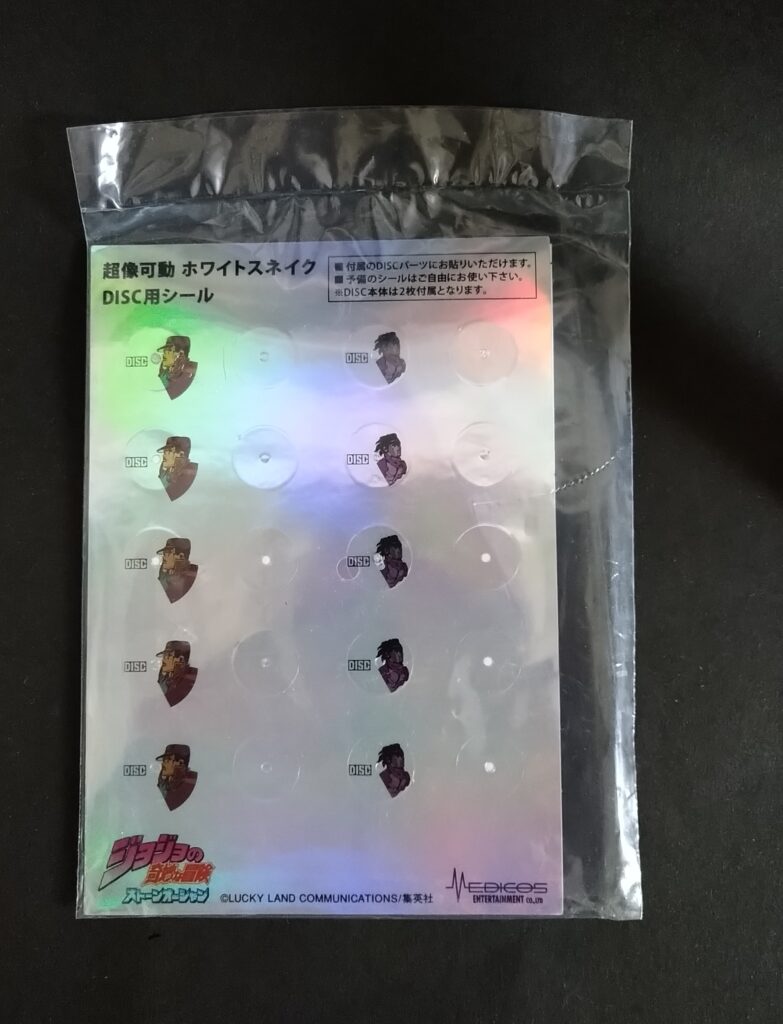 超像可動 ホワイトスネイク
DISC用シール
■ 付属のDISCパーツにお貼りいただけます。
■ 予備のシールはご自由にお使い下さい。
※DISC本体は2枚付属となります。
DISC DISC
DISC DISC
DISC DISC
DISC DISC
DISC DISC
ジョジョの
奇妙な冒険
ストーンオーシャン
©LUCKY LAND COMMUNICATIONS/集英社
MEDICOS
ENTERTAINMENT CO.,LTD